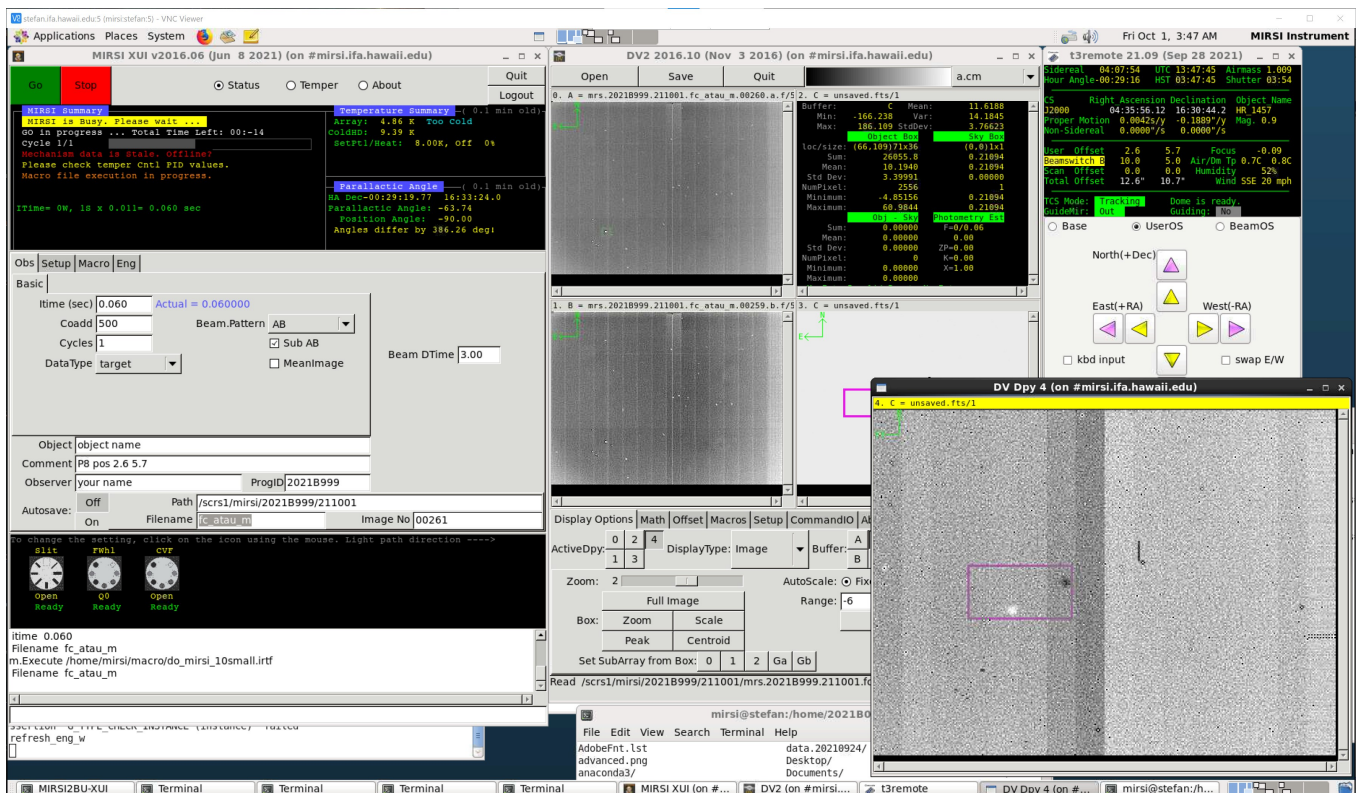 stefan.ifa.hawaii.edu:5 (mirsi:stefan:5) - VNC Viewer
Applications Places System
Fri Oct 1, 3:47 AM MIRSI Instrument
MIRSI XUI v2016.06 (Jun 8 2021) (on #mirsi.ifa.hawaii.edu)
Go Stop
Status Temper About
Quit
Logout
MIRSI Summary
MIRSI is Busy. Please wait ...
GO in progress ... Total Time Left: 00:-14
Cycle 1/1
Mechanism data is Stale. Offline?
Please check temper Cntl PID values.
Macro file execution in progress.
ITime= 0W, 1S x 0.011= 0.060 sec
Temperature Summary ( 0.1 min old)
Array: 4.86 K Too Cold
ColdHD: 9.39 K
SetPtl/Heat: 8.00K, Off 0%
Parallactic Angle ( 0.1 min old)
HA Dec-00:29:19.77 16:33:24.0
Parallactic Angle: -63.74
Position Angle: -90.00
Angles differ by 386.26 deg!
Obs Setup Macro Eng
Basic
Itime (sec) 0.060 Actual = 0.060000
Coadd 500 Beam.Pattern AB
Cycles 1 Sub AB
Beam DTime 3.00
DataType target MeanImage
Object object name
Comment P8 pos 2.6 5.7
Observer your name ProgID 2021B999
Autosave: Off On
Path /scrs1/mirsi/2021B999/211001
Filename fc_atau_m Image No 00261
To change the setting, click on the icon using the mouse. Light path direction ---->
Slit FWhl CVF
Open Q0 Open
Ready Ready Ready
itime 0.060
Filename fc_atau_m
m.Execute /home/mirsi/macro/do_mirsi_10small.irtf
Filename fc_atau_m
refresh_eng_w
DV2 2016.10 (Nov 3 2016) (on #mirsi.ifa.hawaii.edu)
Open Save Quit a.cm
0. A = mrs.2021B999.211001.fc_atau_m.00260.a.f/5
2. C = unsaved.fts/1
Buffer: C Mean: 11.6188
Min: -166.238 Var: 14.1845
Max: 186.109 StdDev: 3.76623
Object Box Sky Box
loc/size: (66,109)71x36 (0,0)1x1
Sum: 26055.8 0.21094
Mean: 10.1940 0.21094
Std Dev: 3.39991 0.00000
NumPixel: 2556 1
Minimum: -4.85156 0.21094
Maximum: 60.9844 0.21094
Obj - Sky Photometry Est
Sum: 0.00000 F=0/0.06
Mean: 0.00000 0.00
Std Dev: 0.00000 ZP=0.00
NumPixel: 0 K=0.00
Minimum: 0.00000 X=1.00
Maximum: 0.00000
1. B = mrs.2021B999.211001.fc_atau_m.00259.b.f/5
3. C = unsaved.fts/1
N
E
Display Options Math Offset Macros Setup CommandIO
ActiveDpy: 0 2 4 1 3 DisplayType: Image Buffer: A B
Zoom: 2 AutoScale: Fix
Full Image Range: -6
Box: Zoom Scale
Peak Centroid
Set SubArray from Box: 0 1 2 Ga Gb
Read /scrs1/mirsi/2021B999/211001/mrs.2021B999.211001.fc
t3remote 21.09 (Sep 28 2021) (on #mirsi.ifa.hawaii.edu)
Sidereal 04:07:54 UTC 13:47:45 Airmass 1.009
Hour Angle-00:29:16 HST 03:47:45 Shutter 03:54
CS Right Ascension Declination Object Name
J2000 04:35:56.12 16:30:44.2 HR_1457
Proper Motion 0.0042s/y -0.1889"/y Mag. 0.9
Non-Sidereal 0.0000"/s 0.0000"/s
User Offset 2.6 5.7 Focus -0.09
Beamswitch B 10.0 5.0 Air/Dm Tp 0.7C 0.8C
Scan Offset 0.0 0.0 Humidity 52%
Total Offset 12.6" 10.7" Wind SSE 20 mph
TCS Mode: Tracking Dome is ready.
GuideMir: Out Guiding: No
Base UserOS BeamOS
North(+Dec)
East(+RA) West(-RA)
kbd input swap E/W
DV Dpy 4 (on #mirsi.ifa.hawaii.edu)
4. C = unsaved.fts/1
mirsi@stefan:/home/2021B0
File Edit View Search Terminal Help
AdobeFnt.lst data.20210924/
advanced.png Desktop/
anaconda3/ Documents/
MIRSI2BU-XUI Terminal Terminal Terminal Terminal MIRSI XUI (on #... DV2 (on #mirsi.... t3remote DV Dpy 4 (on #... mirsi@stefan:/h...